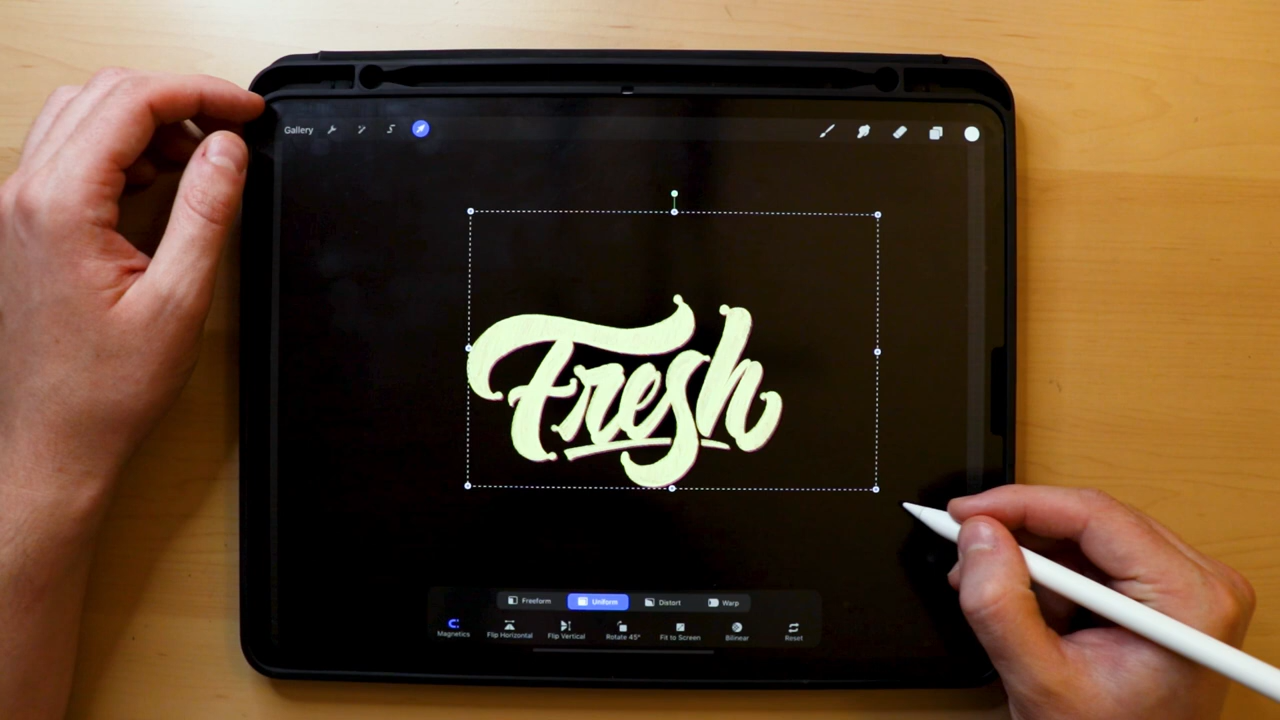 Gallery
Fresh
Freeform Uniform Distort Warp
Magnetics Flip Horizontal Flip Vertical Rotate 45° Fit to Screen Bilinear Reset